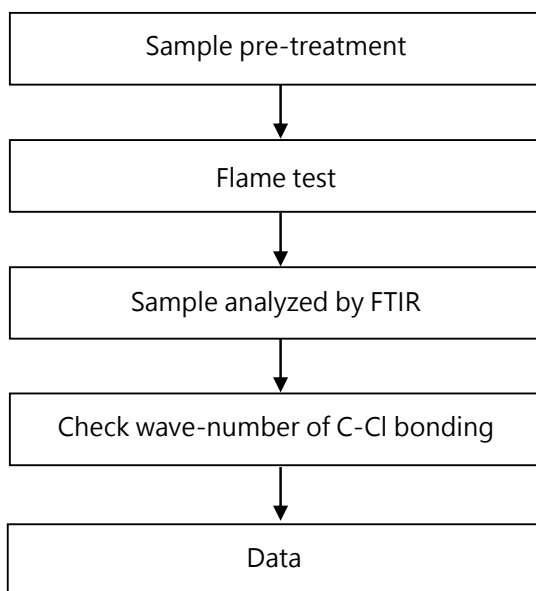 Sample pre-treatment
Flame test
Sample analyzed by FTIR
Check wave-number of C-Cl bonding
Data